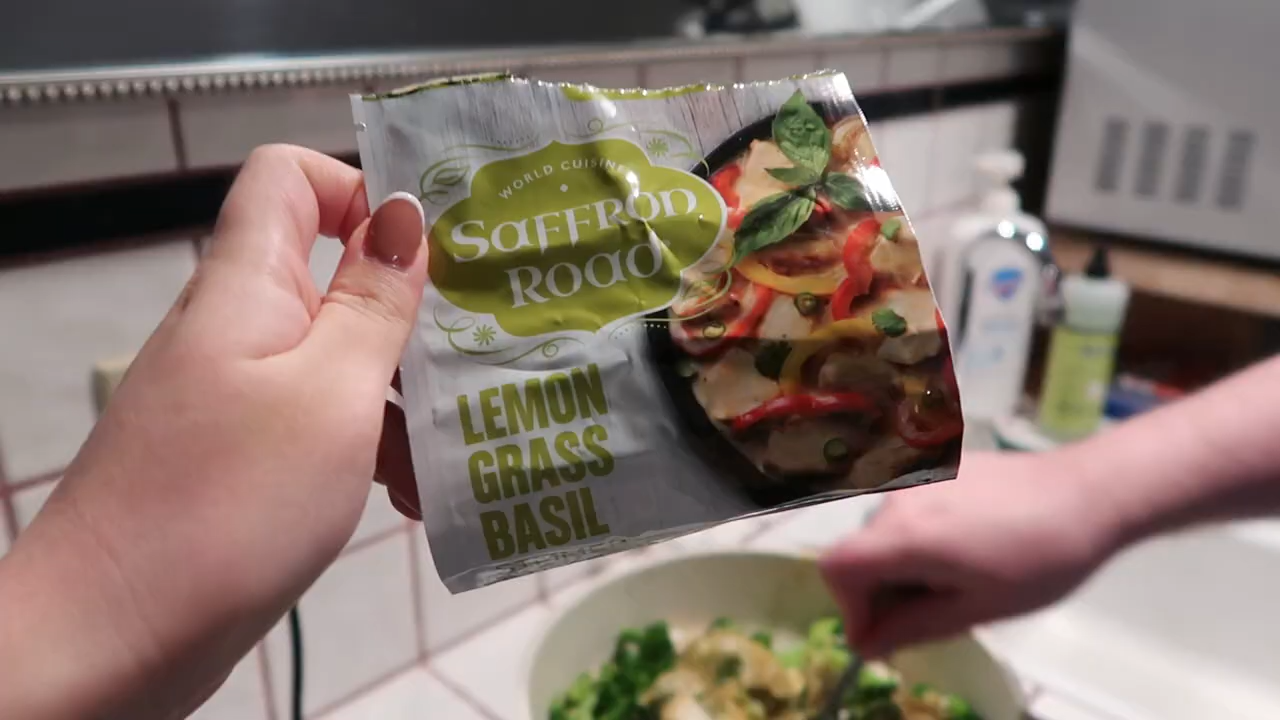 WORLD CUISINE
SAFFRON
ROAD
LEMON
GRASS
BASIL